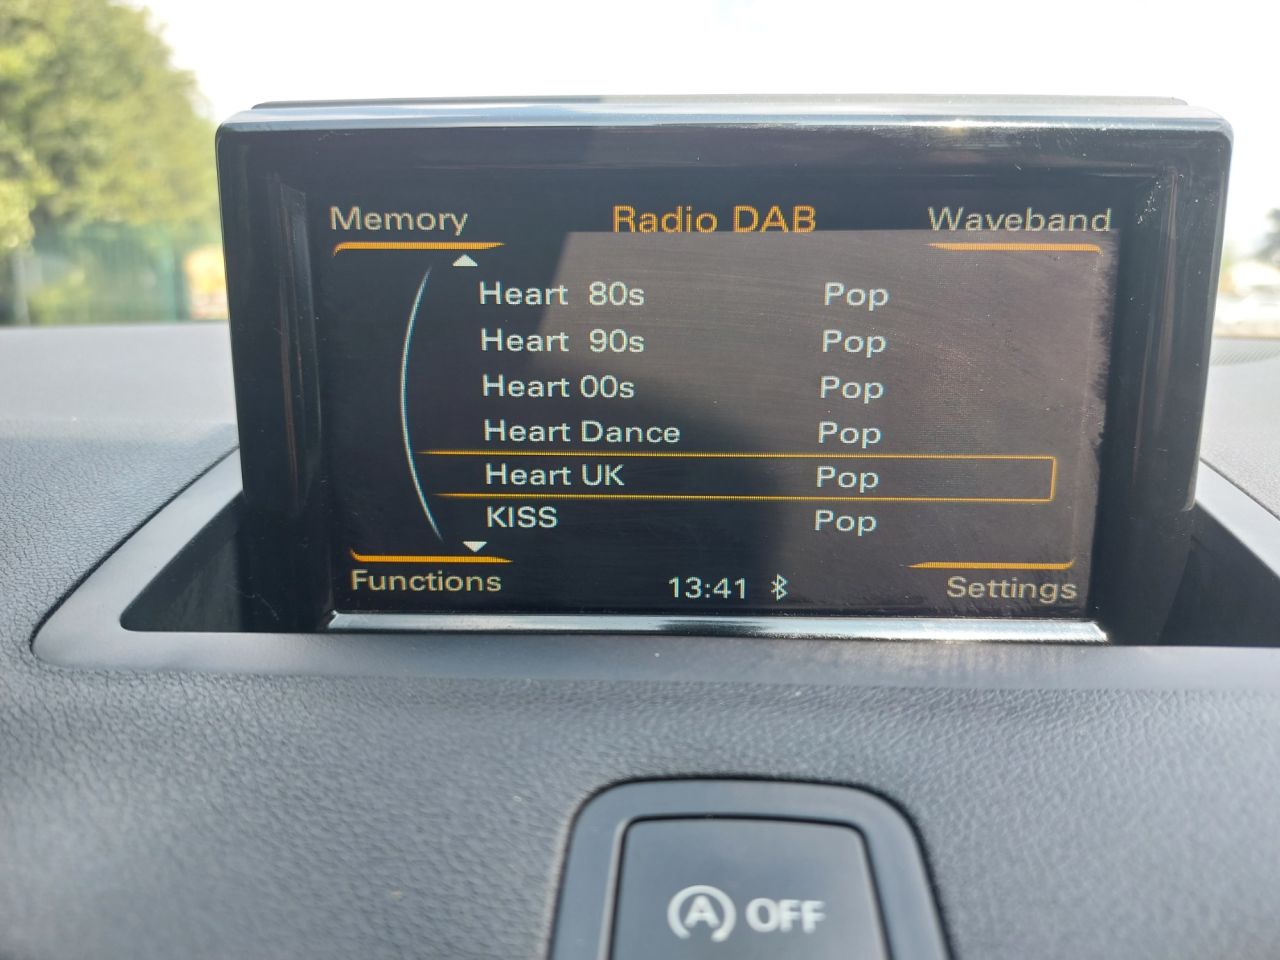 Memory Radio DAB Waveband
Heart 80s Pop
Heart 90s Pop
Heart 00s Pop
Heart Dance Pop
Heart UK Pop
KISS Pop
Functions 13:41 Settings
A OFF